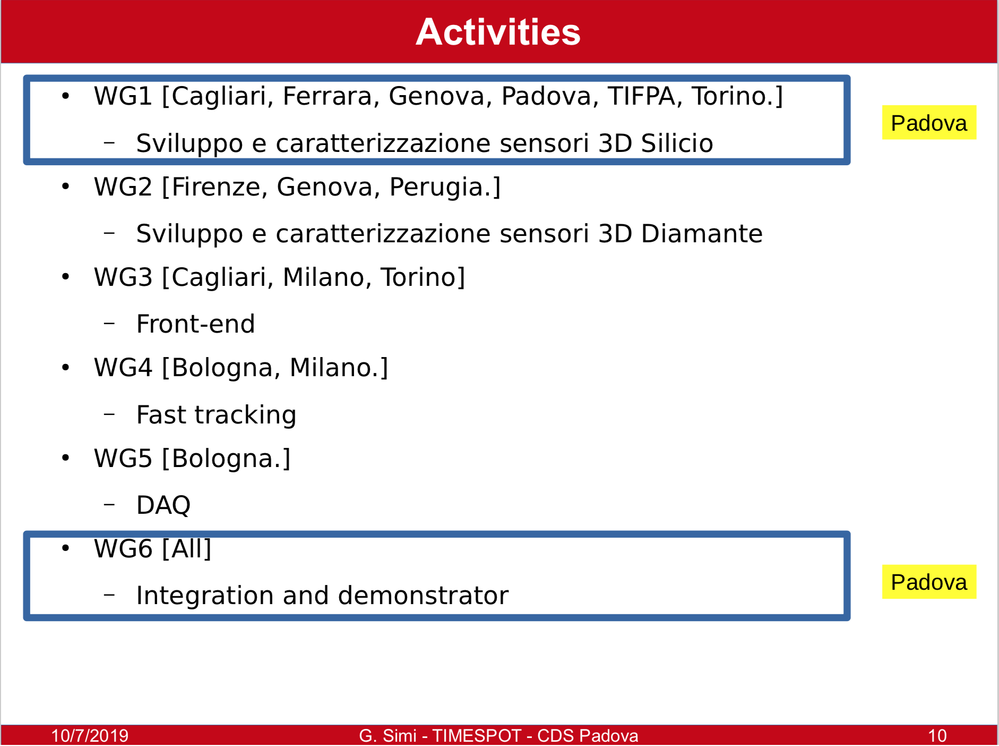 Activities
• WG1 [Cagliari, Ferrara, Genova, Padova, TIFPA, Torino.]
Padova
– Sviluppo e caratterizzazione sensori 3D Silicio
• WG2 [Firenze, Genova, Perugia.]
– Sviluppo e caratterizzazione sensori 3D Diamante
• WG3 [Cagliari, Milano, Torino]
– Front-end
• WG4 [Bologna, Milano.]
– Fast tracking
• WG5 [Bologna.]
– DAQ
• WG6 [All]
Padova
– Integration and demonstrator
10/7/2019
G. Simi - TIMESPOT - CDS Padova
10